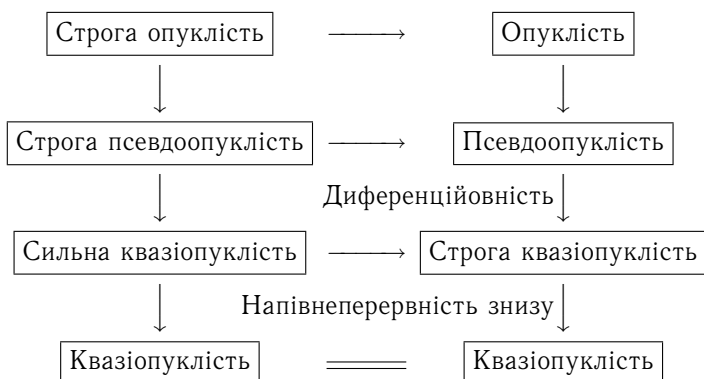 Строга опуклість Опуклість
Строга псевдоопуклість Псевдоопуклість
Диференційовність
Сильна квазіопуклість Строга квазіопуклість
Напівнеперервність знизу
Квазіопуклість Квазіопуклість